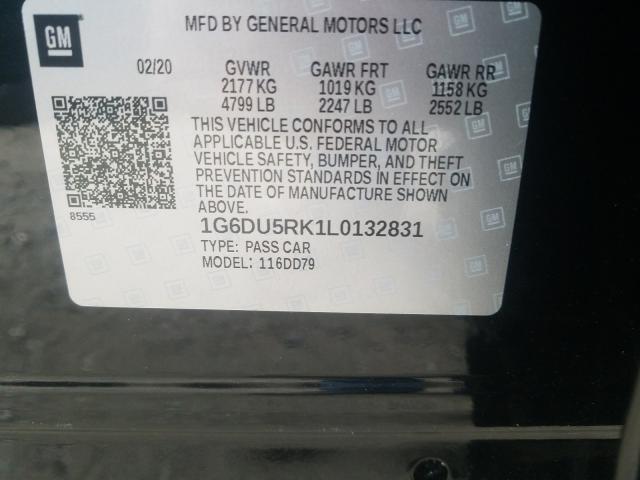 GM
MFD BY GENERAL MOTORS LLC
02/20 GVWR GAWR FRT GAWR RR
2177 KG 1019 KG 1158 KG
4799 LB 2247 LB 2552 LB
THIS VEHICLE CONFORMS TO ALL
APPLICABLE U.S. FEDERAL MOTOR
VEHICLE SAFETY, BUMPER, AND THEFT
PREVENTION STANDARDS IN EFFECT ON
THE DATE OF MANUFACTURE SHOWN
ABOVE.
8555
1G6DU5RK1L0132831
TYPE: PASS CAR
MODEL: 116DD79